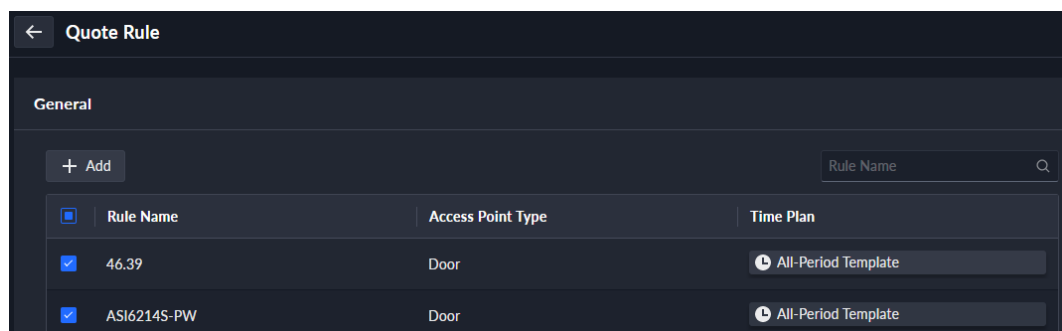 Quote Rule
General
+ Add
Rule Name
Rule Name Access Point Type Time Plan
46.39 Door All-Period Template
ASI6214S-PW Door All-Period Template